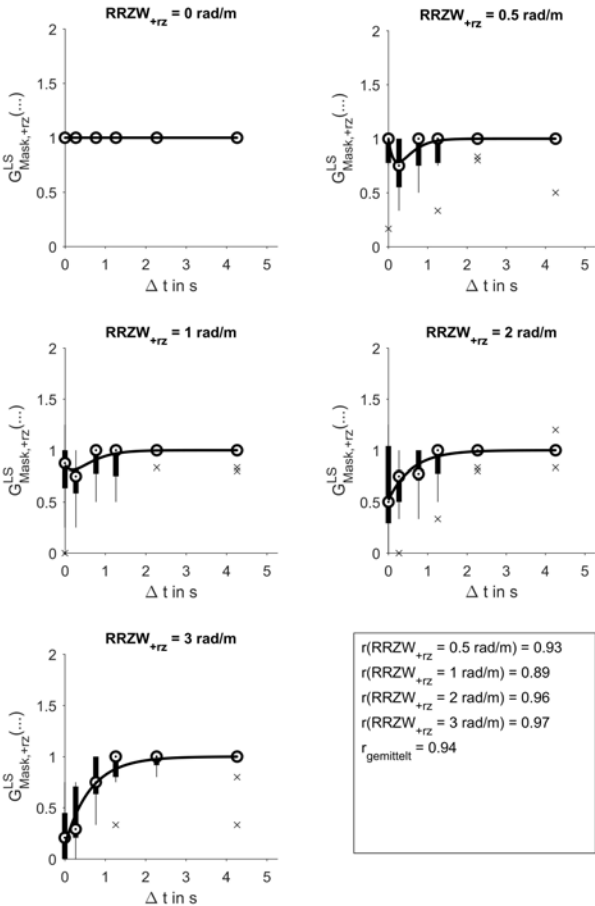 RRZW+rz = 0 rad/m
G^LS_Mask,+rz(...)
2
1.5
1
0.5
0
0 1 2 3 4 5
Δ t in s
RRZW+rz = 0.5 rad/m
G^LS_Mask,+rz(...)
2
1.5
1
0.5
0
0 1 2 3 4 5
Δ t in s
RRZW+rz = 1 rad/m
G^LS_Mask,+rz(...)
2
1.5
1
0.5
0
0 1 2 3 4 5
Δ t in s
RRZW+rz = 2 rad/m
G^LS_Mask,+rz(...)
2
1.5
1
0.5
0
0 1 2 3 4 5
Δ t in s
RRZW+rz = 3 rad/m
G^LS_Mask,+rz(...)
2
1.5
1
0.5
0
0 1 2 3 4 5
Δ t in s
r(RRZW+rz = 0.5 rad/m) = 0.93
r(RRZW+rz = 1 rad/m) = 0.89
r(RRZW+rz = 2 rad/m) = 0.96
r(RRZW+rz = 3 rad/m) = 0.97
rgemittelt = 0.94